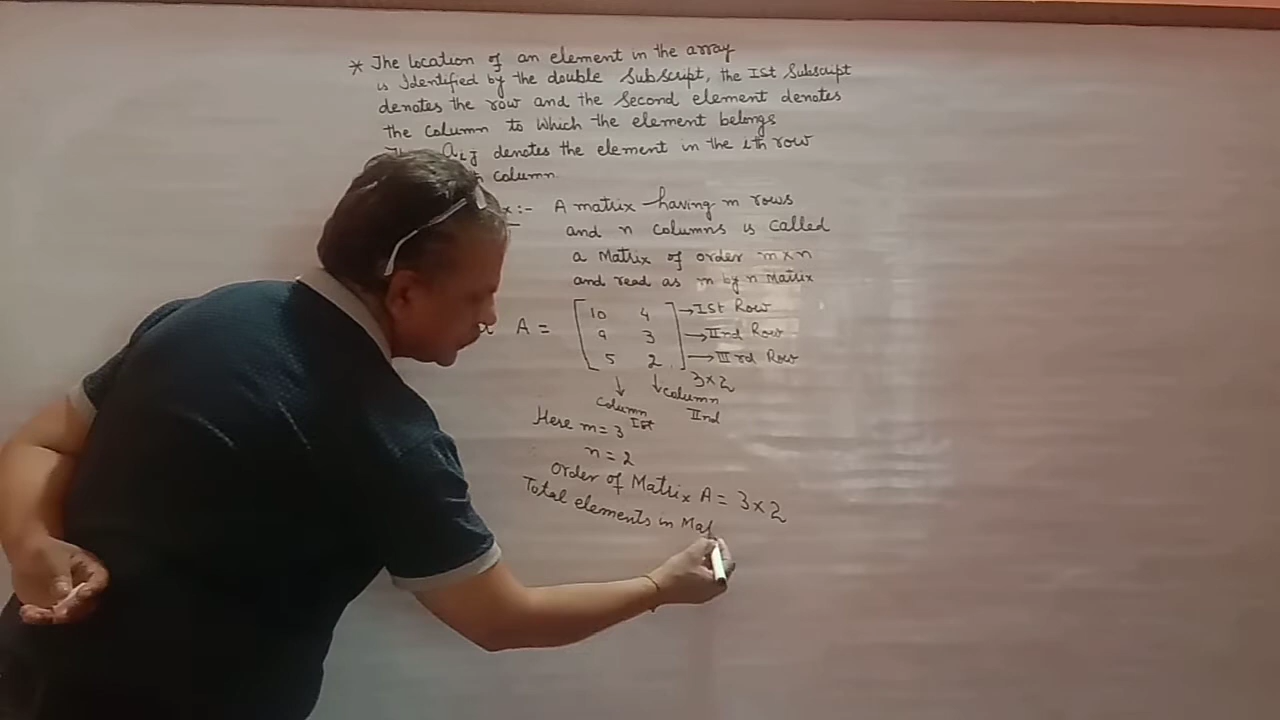 * The location of an element in the array
is Identified by the double Subscript, the Ist Subscript
denotes the row and the Second element denotes
the Column to Which the element belongs
aij denotes the element in the ith row
column.
x:- A matrix having m rows
and n columns is called
a Matrix of order m×n
and read as m by n Matrix
A = [ 10 4 ] →Ist Row
9 3 →IInd Row
5 2 →IIIrd Row
3×2
↓ Column Ist ↓ Column IInd
Here m=3
n=2
Order of Matrix A = 3×2
Total elements in Mat